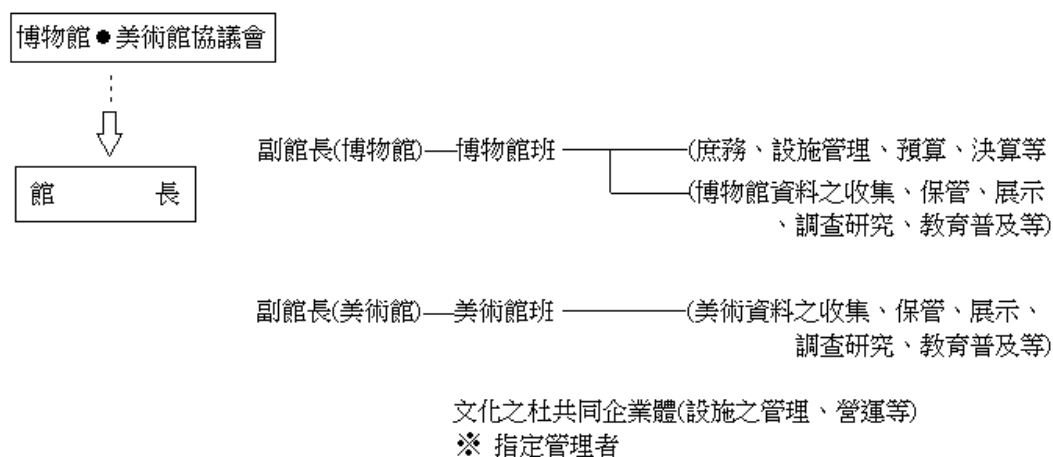 博物館●美術館協議會
副館長(博物館)—博物館班
(庶務、設施管理、預算、決算等
館長
(博物館資料之收集、保管、展示
、調查研究、教育普及等)
副館長(美術館)—美術館班
(美術資料之收集、保管、展示、
調查研究、教育普及等)
文化之杜共同企業體(設施之管理、營運等)
※ 指定管理者